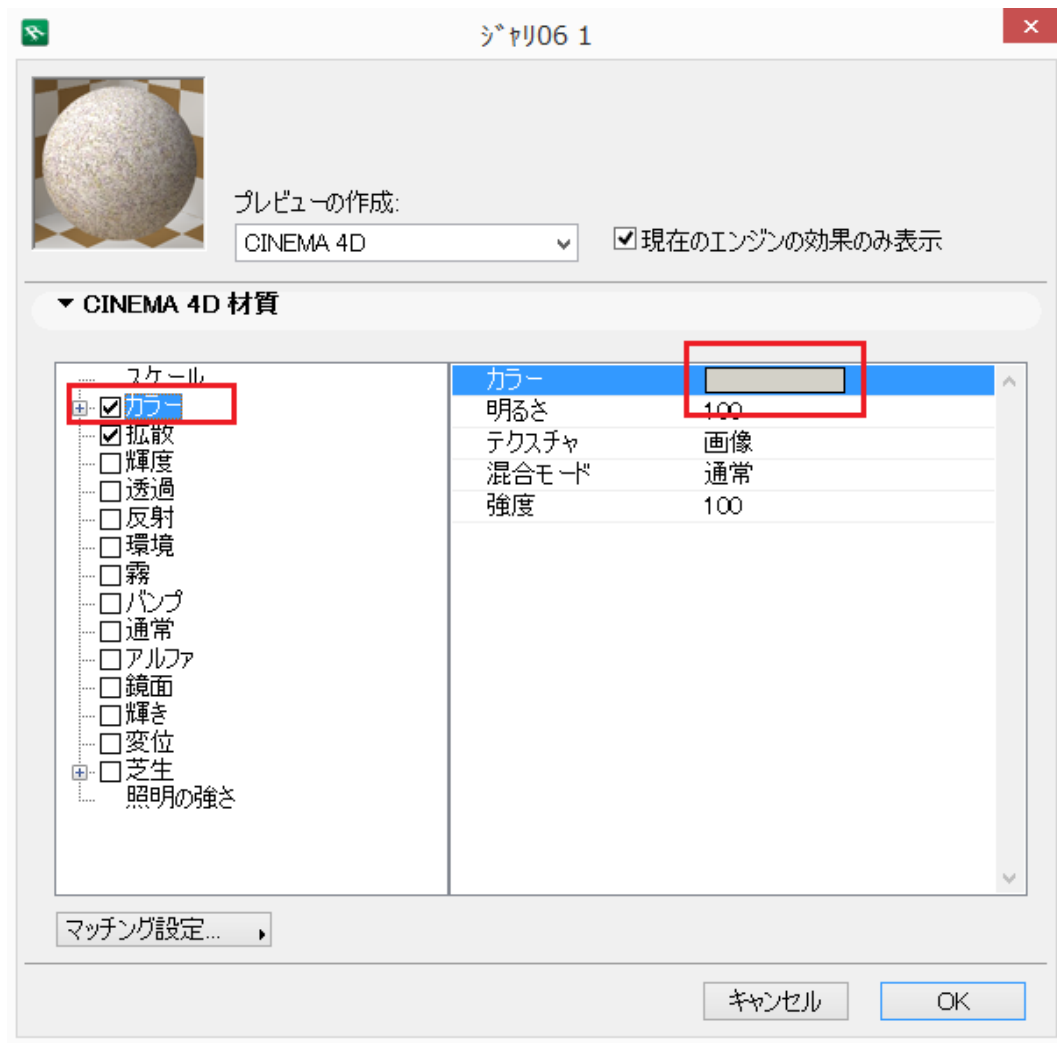 ジャリ06 1
プレビューの作成:
CINEMA 4D
現在のエンジンの効果のみ表示
CINEMA 4D 材質
スケール
カラー
拡散
輝度
透過
反射
環境
霧
バンプ
通常
アルファ
鏡面
輝き
変位
芝生
照明の強さ
カラー
明るさ 100
テクスチャ 画像
混合モード 通常
強度 100
マッチング設定...
キャンセル OK